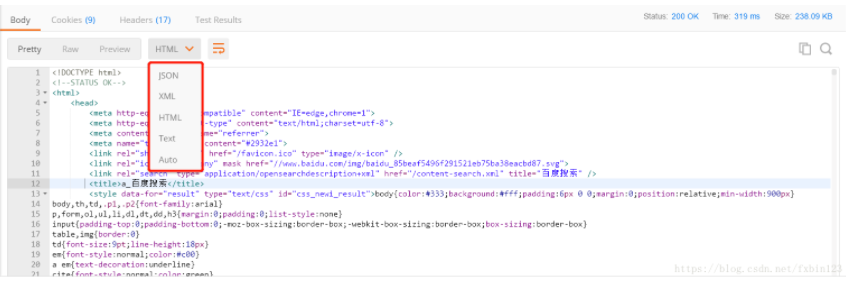 Body Cookies (9) Headers (17) Test Results Status: 200 OK Time: 319 ms Size: 238.09 KB
Pretty Raw Preview HTML
JSON
XML
HTML
Text
Auto
1 <!DOCTYPE html>
2 <!--STATUS OK-->
3 <html>
4 <head>
5 <meta http-eq mpatible" content="IE=edge,chrome=1">
6 <meta http-eq -type" content="text/html;charset=utf-8">
7 <meta content me="referrer">
8 <meta name="t content="#2932e1">
9 <link rel="sh href="/favicon.ico" type="image/x-icon" />
10 <link rel="ic ny" mask href="//www.baidu.com/img/baidu_85beaf5496f291521eb75ba38eacbd87.svg">
11 <link rel="search" type="application/opensearchdescription+xml" href="/content-search.xml" title="百度搜索" />
12 <title>a_百度搜索</title>
13 <style data-for="result" type="text/css" id="css_newi_result">body{color:#333;background:#fff;padding:6px 0 0;margin:0;position:relative;min-width:900px}
14 body,th,td,.p1,.p2{font-family:arial}
15 p,form,ol,ul,li,dl,dt,dd,h3{margin:0;padding:0;list-style:none}
16 input{padding-top:0;padding-bottom:0;-moz-box-sizing:border-box;-webkit-box-sizing:border-box;box-sizing:border-box}
17 table,img{border:0}
18 td{font-size:9pt;line-height:18px}
19 em{font-style:normal;color:#c00}
20 a em{text-decoration:underline}
21 cite{font-style:normal;color:green}
https://blog.csdn.net/fxbin123